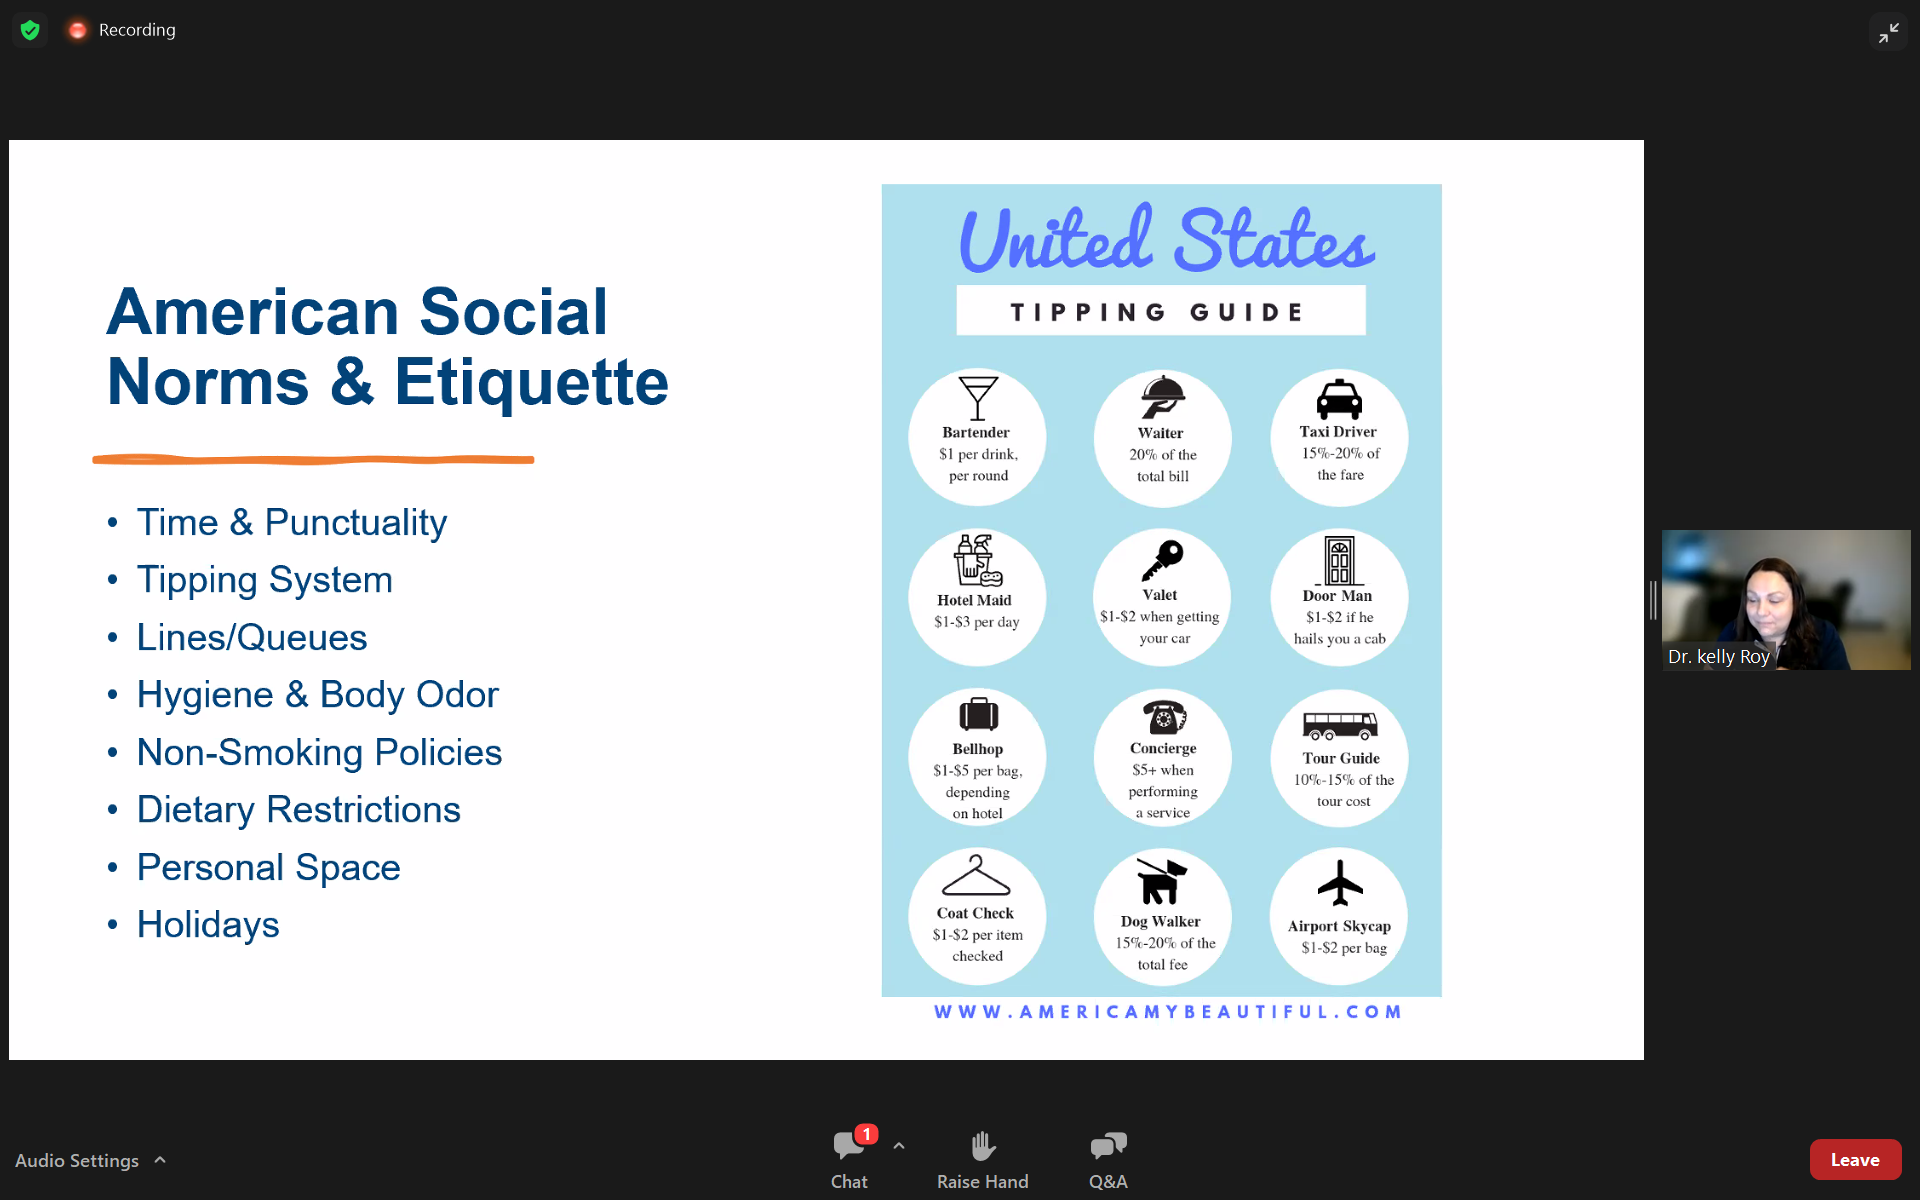 Recording
American Social
Norms & Etiquette
• Time & Punctuality
• Tipping System
• Lines/Queues
• Hygiene & Body Odor
• Non-Smoking Policies
• Dietary Restrictions
• Personal Space
• Holidays
United States
TIPPING GUIDE
Bartender
$1 per drink,
per round
Waiter
20% of the
total bill
Taxi Driver
15%-20% of
the fare
Hotel Maid
$1-$3 per day
Valet
$1-$2 when getting
your car
Door Man
$1-$2 if he
hails you a cab
Bellhop
$1-$5 per bag,
depending
on hotel
Concierge
$5+ when
performing
a service
Tour Guide
10%-15% of the
tour cost
Coat Check
$1-$2 per item
checked
Dog Walker
15%-20% of the
total fee
Airport Skycap
$1-$2 per bag
WWW.AMERICAMYBEAUTIFUL.COM
Dr. kelly Roy
Audio Settings
1
Chat
Raise Hand
Q&A
Leave